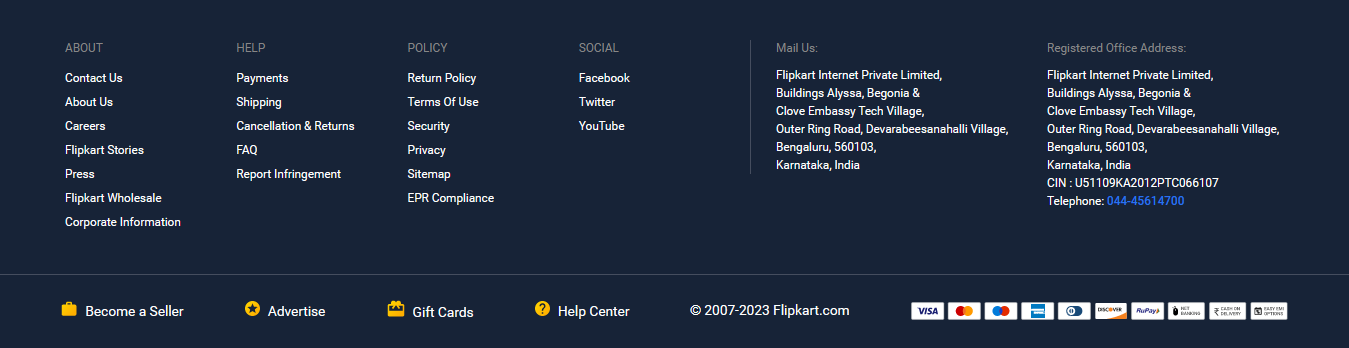 ABOUT
Contact Us
About Us
Careers
Flipkart Stories
Press
Flipkart Wholesale
Corporate Information
HELP
Payments
Shipping
Cancellation & Returns
FAQ
Report Infringement
POLICY
Return Policy
Terms Of Use
Security
Privacy
Sitemap
EPR Compliance
SOCIAL
Facebook
Twitter
YouTube
Mail Us:
Flipkart Internet Private Limited,
Buildings Alyssa, Begonia &
Clove Embassy Tech Village,
Outer Ring Road, Devarabeesanahalli Village,
Bengaluru, 560103,
Karnataka, India
Registered Office Address:
Flipkart Internet Private Limited,
Buildings Alyssa, Begonia &
Clove Embassy Tech Village,
Outer Ring Road, Devarabeesanahalli Village,
Bengaluru, 560103,
Karnataka, India
CIN : U51109KA2012PTC066107
Telephone: 044-45614700
Become a Seller
Advertise
Gift Cards
Help Center
© 2007-2023 Flipkart.com
VISA
DISCOVER
RuPay
NET
BANKING
CASH ON
DELIVERY
EASY EMI
OPTIONS